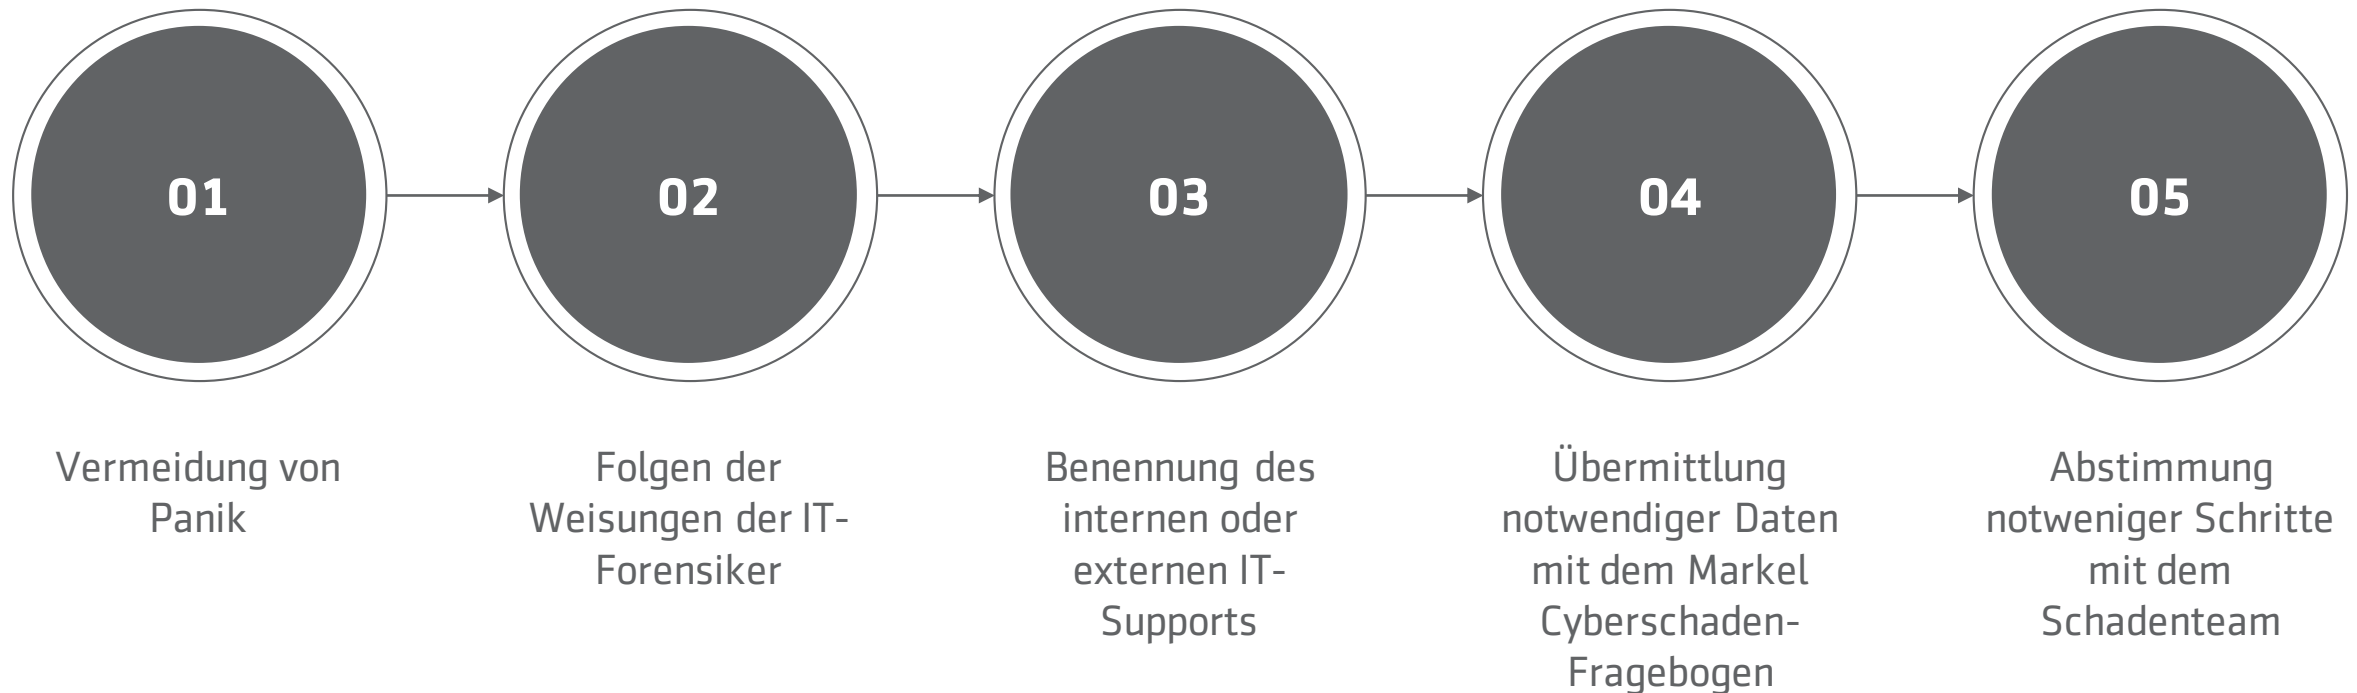 01
02
03
04
05
Vermeidung von
Panik
Folgen der
Weisungen der IT-
Forensiker
Benennung des
internen oder
externen IT-
Supports
Übermittlung
notwendiger Daten
mit dem Markel
Cyberschaden-
Fragebogen
Abstimmung
notweniger Schritte
mit dem
Schadenteam